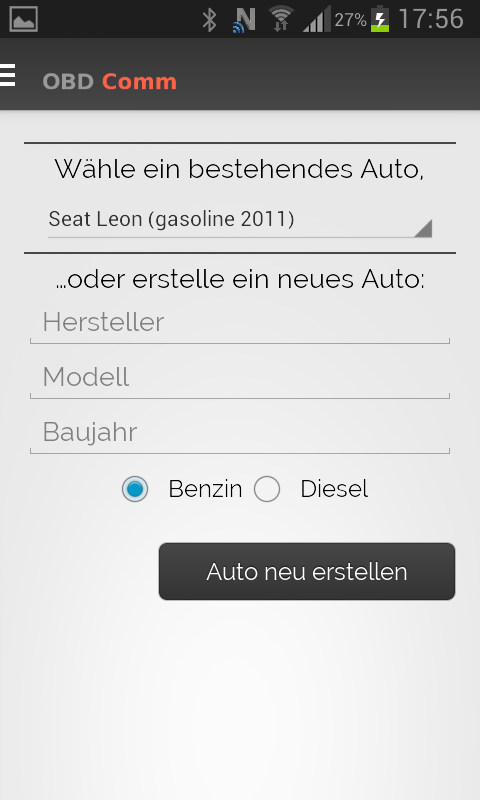 27% 17:56
OBD Comm
Wähle ein bestehendes Auto,
Seat Leon (gasoline 2011)
...oder erstelle ein neues Auto:
Hersteller
Modell
Baujahr
Benzin Diesel
Auto neu erstellen